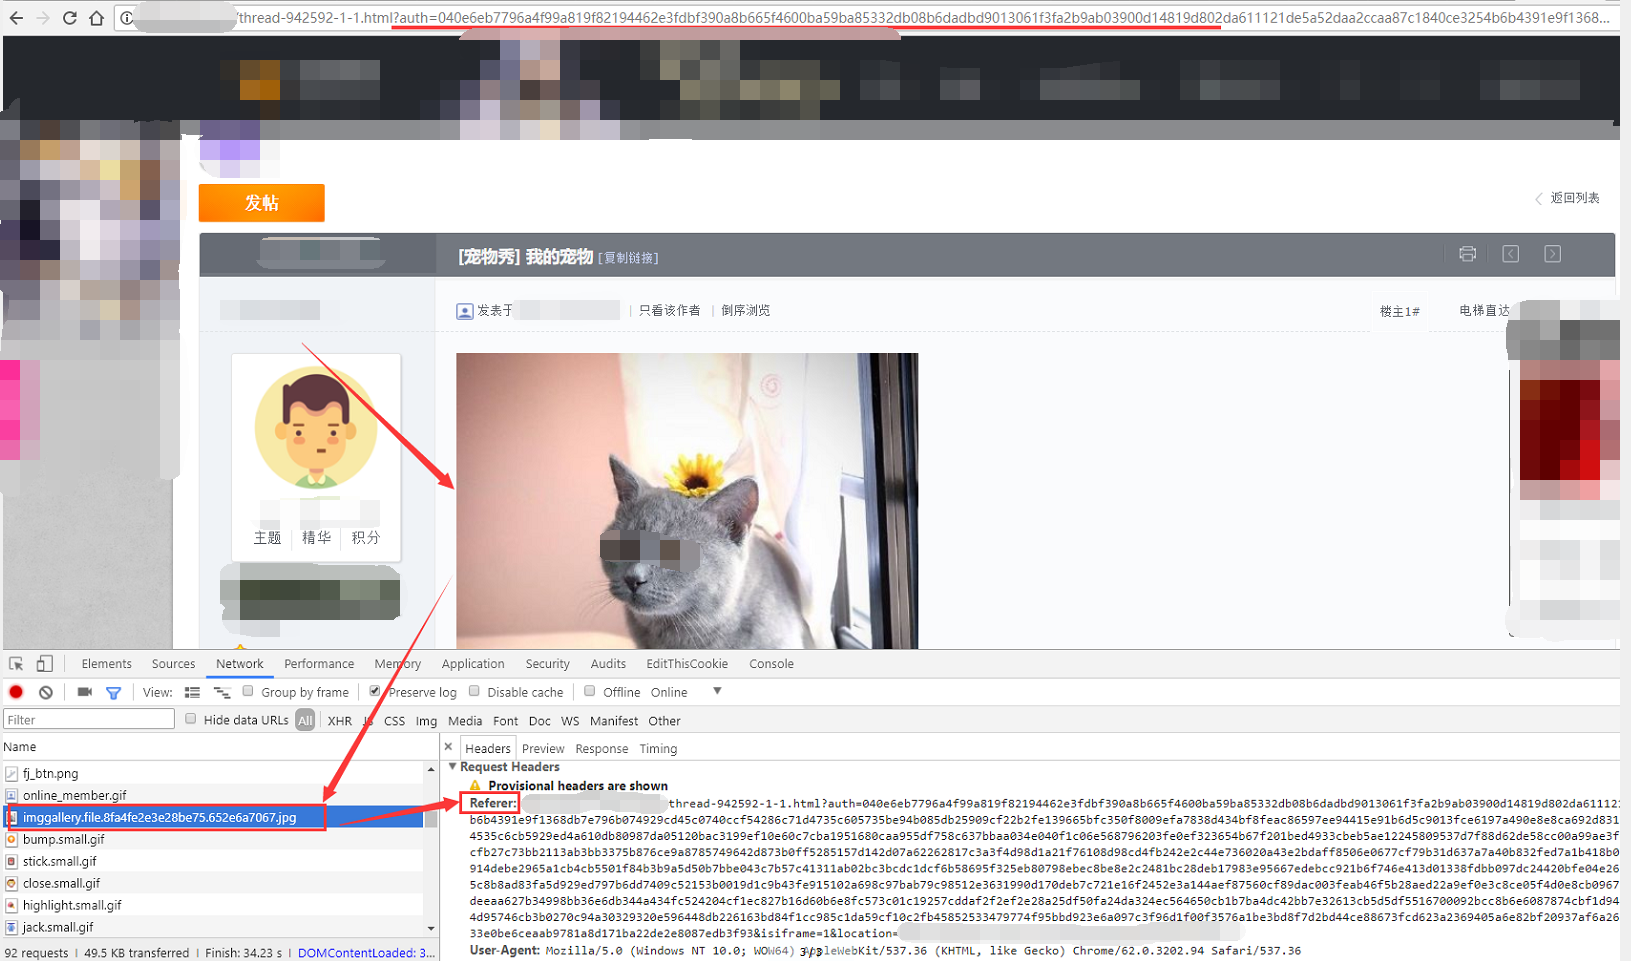 /thread-942592-1-1.html?auth=040e6eb7796a4f99a819f82194462e3fdbf390a8b665f4600ba59ba85332db08b6dadbd9013061f3fa2b9ab03900d14819d802da611121de5a52daa2ccaa87c1840ce3254b6b4391e9f1368...
发帖
返回列表
[宠物秀] 我的宠物 [复制链接]
发表于 | 只看该作者 | 倒序浏览
楼主1# 电梯直达
主题 精华 积分
Elements Sources Network Performance Memory Application Security Audits EditThisCookie Console
View: Group by frame Preserve log Disable cache Offline Online
Filter Hide data URLs All XHR JS CSS Img Media Font Doc WS Manifest Other
Name
Headers Preview Response Timing
fj_btn.png
online_member.gif
imggallery.file.8fa4fe2e3e28be75.652e6a7067.jpg
bump.small.gif
stick.small.gif
close.small.gif
highlight.small.gif
jack.small.gif
92 requests | 49.5 KB transferred | Finish: 34.23 s | DOMContentLoaded: 3...
Request Headers
Provisional headers are shown
Referer: thread-942592-1-1.html?auth=040e6eb7796a4f99a819f82194462e3fdbf390a8b665f4600ba59ba85332db08b6dadbd9013061f3fa2b9ab03900d14819d802da611121
b6b4391e9f1368db7e796b074929cd45c0740ccf54286c71d4735c605735be94b085db25909cf22b2fe139665bfc350f8009efa7838d434bf8feac86597ee94415e91b6d5c9013fce6197a490e8e8ca692d831
4535c6cb5929ed4a610db80987da05120bac3199ef10e60c7cba1951680caa955df758c637bbaa034e040f1c06e568796203fe0ef323654b67f201bed4933cbeb5ae12245809537d7f88d62de58cc00a99ae3f
cfb27c73bb2113ab3bb3375b876ce9a8785749642d873b0ff5285157d142d07a62262817c3a3f4d98d1a21f76108d98cd4fb242e2c44e736020a43e2bdaff8506e0677cf79b31d637a7a40b832fed7a1b418b0
914debe2965a1cb4cb5501f84b3b9a5d50b7bbe043c7b57c41311ab02bc3bcdc1dcf6b58695f325eb80798ebec8be8e2c2481bc28deb17983e95667edebcc921b6f746e413d01338fdbb097dc24420bfe04e26
5c8b8ad83fa5d929ed797b6dd7409c52153b0019d1c9b43fe915102a698c97bab79c98512e3631990d170deb7c721e16f2452e3a144aef87560cf89dac003feab46f5b28aed22a9ef0e3c8ce05f4d0e8cb0967
deeaa627b34998bb36e6db344a434fc524204cf1ec827b16d60b6e8fc573c01c19257cddaf2f2ef2e28a25df50fa24da324ec564650cb1b7ba4dc42bb7e32613cb5d5df5516700092bcc8b6e6087874cbf1d94
4d95746cb3b0270c94a30329320e596448db226163bd84f1cc985c1da59cf10c2fb45852533479774f95bbd923e6a097c3f96d1f00f3576a1be3bd8f7d2bd44ce88673fcd623a2369405a6e82bf20937af6a26
33e0be6ceaab9781a8d171ba22de2e8087edb3f93&isiframe=1&location=
User-Agent: Mozilla/5.0 (Windows NT 10.0; WOW64) AppleWebKit/537.36 (KHTML, like Gecko) Chrome/62.0.3202.94 Safari/537.36
3 / 3